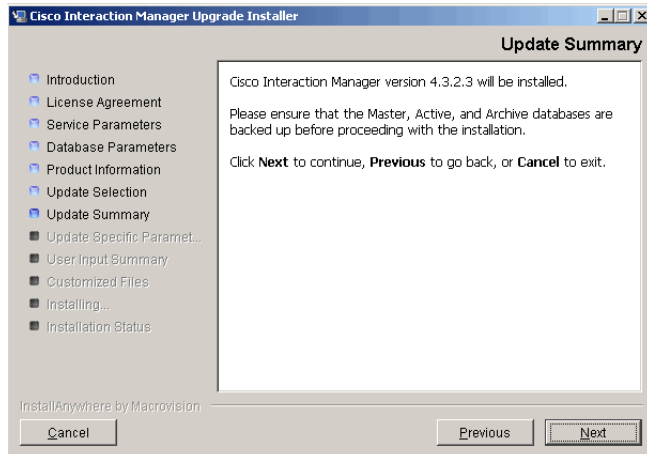 Cisco Interaction Manager Upgrade Installer
Update Summary
Introduction
License Agreement
Service Parameters
Database Parameters
Product Information
Update Selection
Update Summary
Update Specific Paramet...
User Input Summary
Customized Files
Installing...
Installation Status
Cisco Interaction Manager version 4.3.2.3 will be installed.
Please ensure that the Master, Active, and Archive databases are
backed up before proceeding with the installation.
Click Next to continue, Previous to go back, or Cancel to exit.
InstallAnywhere by Macrovision
Cancel
Previous
Next